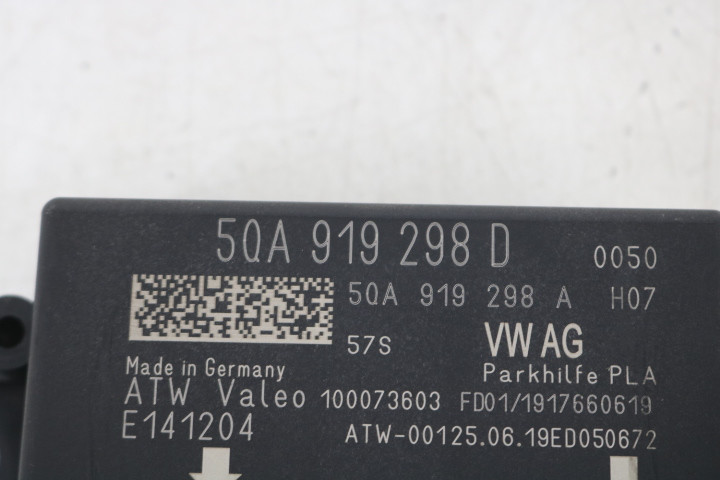 5QA 919 298 D 0050
5QA 919 298 A H07
57S VW AG
Made in Germany Parkhilfe PLA
ATW Valeo 100073603 FD01/1917660619
E141204 ATW-00125.06.19ED050672